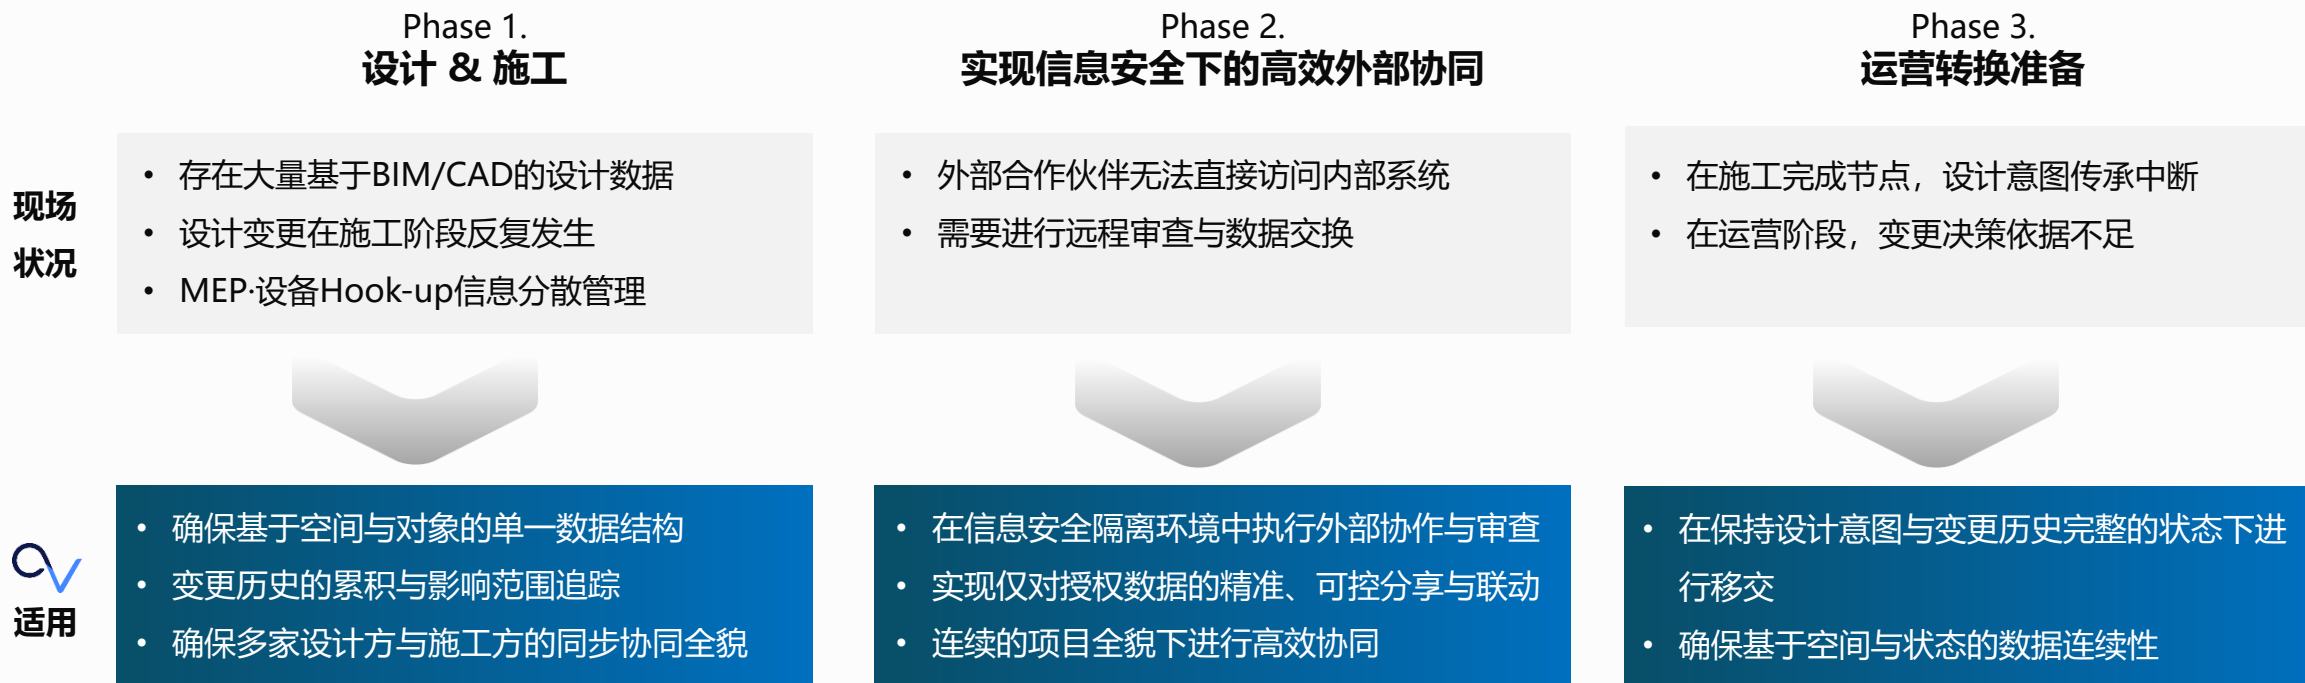 Phase 1.
设计 & 施工
Phase 2.
实现信息安全下的高效外部协同
Phase 3.
运营转换准备
现场
状况
• 存在大量基于BIM/CAD的设计数据
• 设计变更在施工阶段反复发生
• MEP·设备Hook-up信息分散管理
• 外部合作伙伴无法直接访问内部系统
• 需要进行远程审查与数据交换
• 在施工完成节点，设计意图传承中断
• 在运营阶段，变更决策依据不足
适用
• 确保基于空间与对象的单一数据结构
• 变更历史的累积与影响范围追踪
• 确保多家设计方与施工方的同步协同全貌
• 在信息安全隔离环境中执行外部协作与审查
• 实现仅对授权数据的精准、可控分享与联动
• 连续的项目全貌下进行高效协同
• 在保持设计意图与变更历史完整的状态下进
行移交
• 确保基于空间与状态的数据连续性